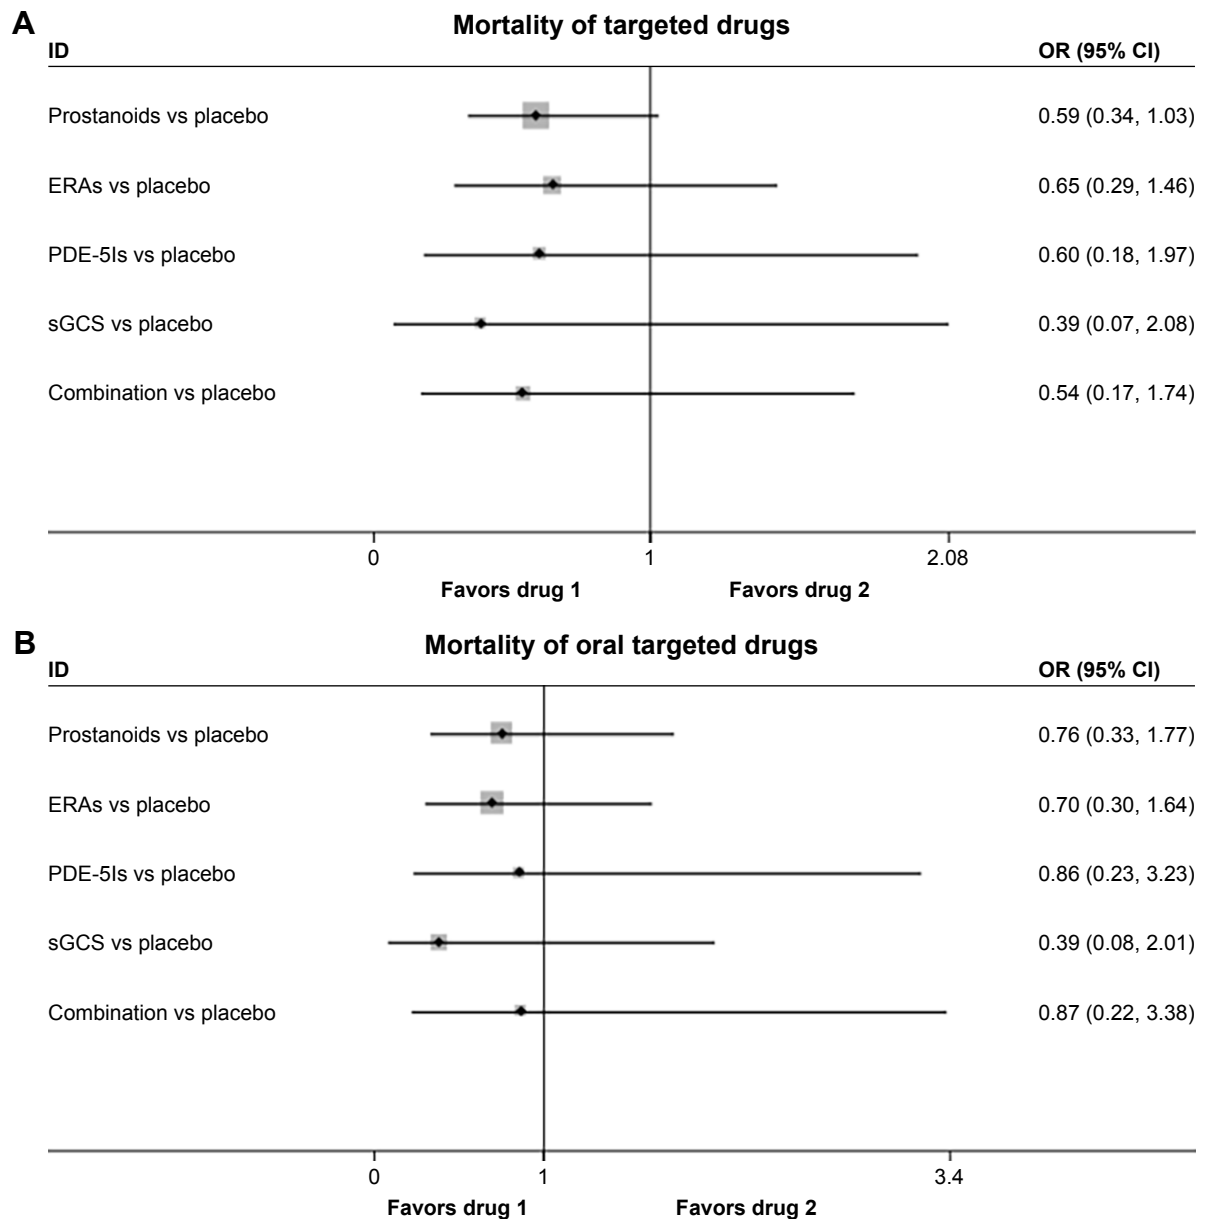 A
Mortality of targeted drugs
ID OR (95% CI)
Prostanoids vs placebo 0.59 (0.34, 1.03)
ERAs vs placebo 0.65 (0.29, 1.46)
PDE-5Is vs placebo 0.60 (0.18, 1.97)
sGCS vs placebo 0.39 (0.07, 2.08)
Combination vs placebo 0.54 (0.17, 1.74)
0 1 2.08
Favors drug 1 Favors drug 2
B
Mortality of oral targeted drugs
ID OR (95% CI)
Prostanoids vs placebo 0.76 (0.33, 1.77)
ERAs vs placebo 0.70 (0.30, 1.64)
PDE-5Is vs placebo 0.86 (0.23, 3.23)
sGCS vs placebo 0.39 (0.08, 2.01)
Combination vs placebo 0.87 (0.22, 3.38)
0 1 3.4
Favors drug 1 Favors drug 2